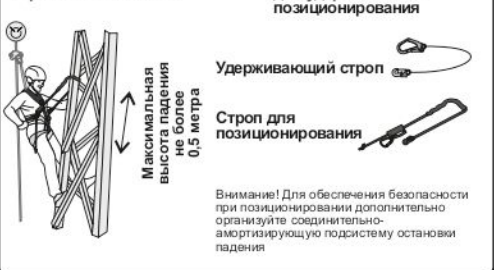 позиционирования
Максимальная
высота падения
не более
0,5 метра
Удерживающий строп
Строп для
позиционирования
Внимание! Для обеспечения безопасности
при позиционировании дополнительно
организуйте соединительно-
амортизирующую подсистему остановки
падения